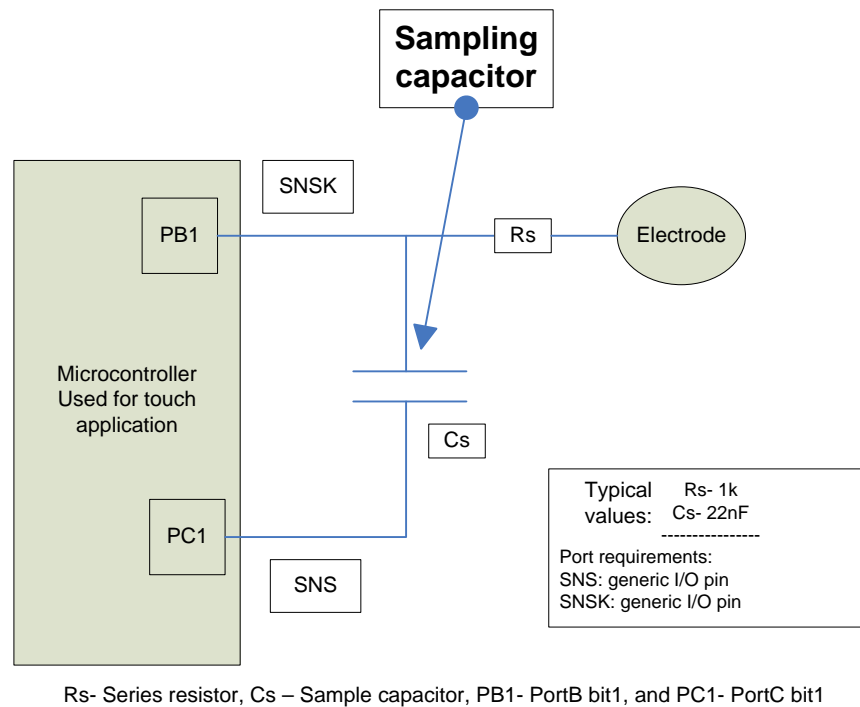 Sampling
capacitor
SNSK
PB1
Rs
Electrode
Microcontroller
Used for touch
application
Cs
PC1
SNS
Typical
values:
Rs- 1k
Cs- 22nF
----------------
Port requirements:
SNS: generic I/O pin
SNSK: generic I/O pin
Rs- Series resistor, Cs – Sample capacitor, PB1- PortB bit1, and PC1- PortC bit1